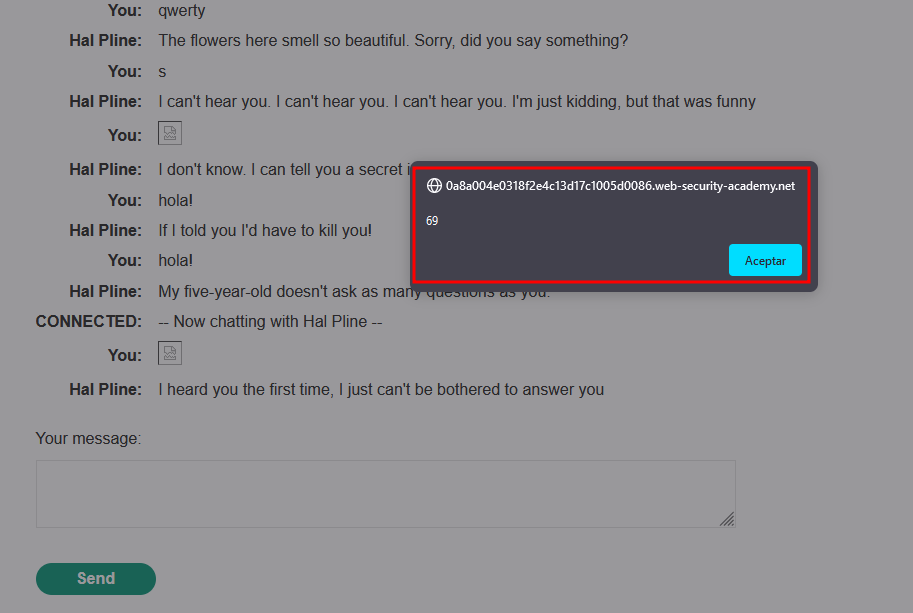 You: qwerty
Hal Pline: The flowers here smell so beautiful. Sorry, did you say something?
You: s
Hal Pline: I can't hear you. I can't hear you. I can't hear you. I'm just kidding, but that was funny
You:
Hal Pline: I don't know. I can tell you a secret
0a8a004e0318f2e4c13d17c1005d0086.web-security-academy.net
You: hola!
69
Hal Pline: If I told you I'd have to kill you!
You: hola!
Aceptar
Hal Pline: My five-year-old doesn't ask as many questions as you.
CONNECTED: -- Now chatting with Hal Pline --
You:
Hal Pline: I heard you the first time, I just can't be bothered to answer you
Your message:
Send